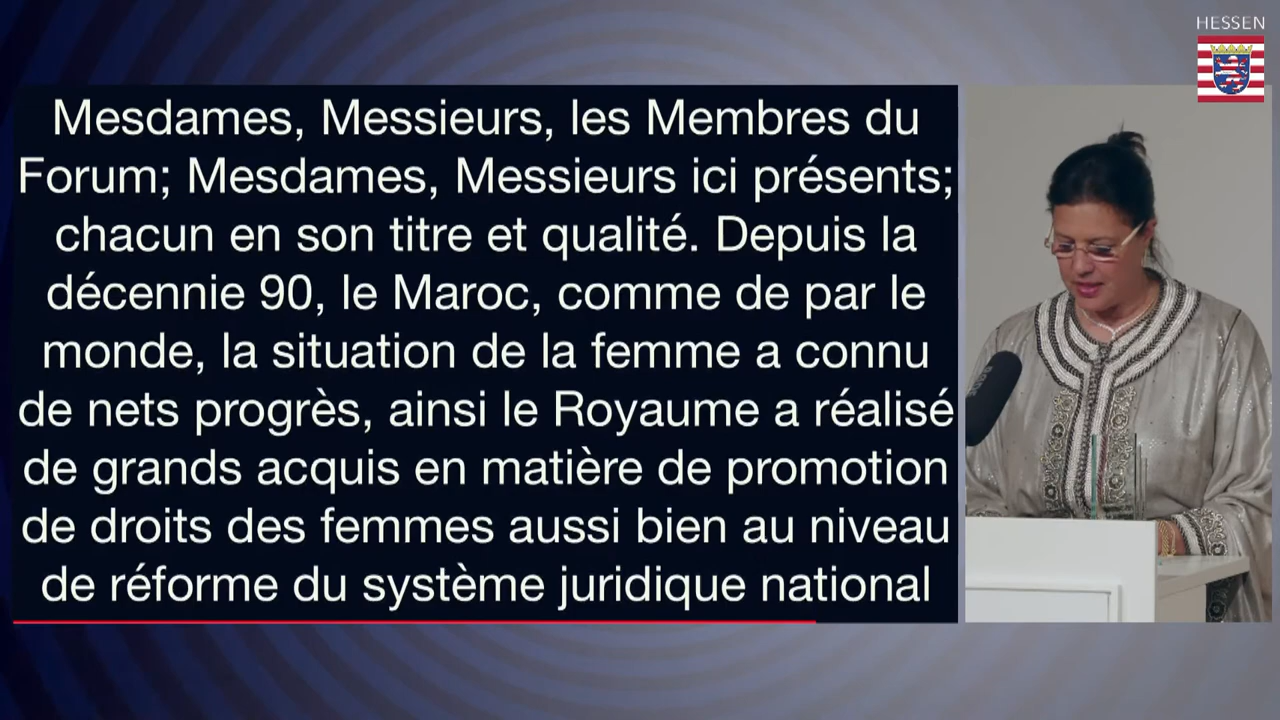 HESSEN
Mesdames, Messieurs, les Membres du
Forum; Mesdames, Messieurs ici présents;
chacun en son titre et qualité. Depuis la
décennie 90, le Maroc, comme de par le
monde, la situation de la femme a connu
de nets progrès, ainsi le Royaume a réalisé
de grands acquis en matière de promotion
de droits des femmes aussi bien au niveau
de réforme du système juridique national